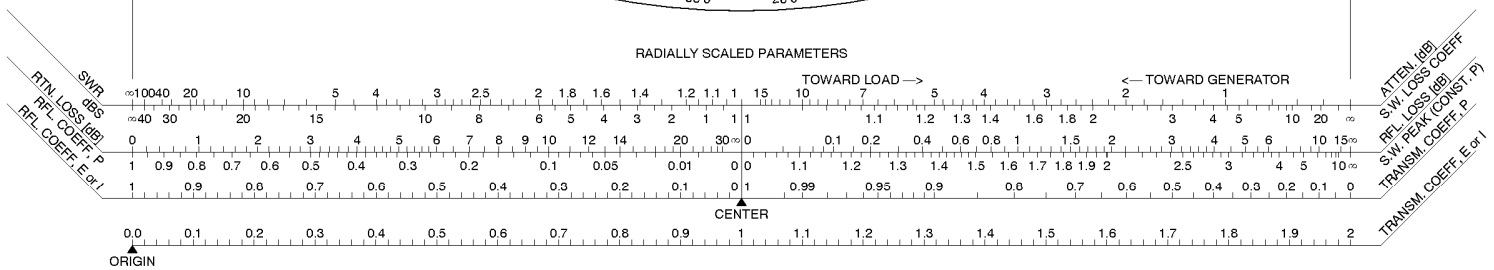 RADIALLY SCALED PARAMETERS
TOWARD LOAD —> <— TOWARD GENERATOR
∞ 100 40 20 10 5 4 3 2.5 2 1.8 1.6 1.4 1.2 1.1 1 15 10 7 5 4 3 2 1
∞ 40 30 20 15 10 8 6 5 4 3 2 1 1 1 1.1 1.2 1.3 1.4 1.6 1.8 2 3 4 5 10 20 ∞
0 1 2 3 4 5 6 7 8 9 10 12 14 20 30 ∞ 0 0.1 0.2 0.4 0.6 0.8 1 1.5 2 3 4 5 6 10 15 ∞
1 0.9 0.8 0.7 0.6 0.5 0.4 0.3 0.2 0.1 0.05 0.01 0 0 1.1 1.2 1.3 1.4 1.5 1.6 1.7 1.8 1.9 2 2.5 3 4 5 10 ∞
1 0.9 0.8 0.7 0.6 0.5 0.4 0.3 0.2 0.1 0 1 0.99 0.95 0.9 0.8 0.7 0.6 0.5 0.4 0.3 0.2 0.1 0
CENTER
0.0 0.1 0.2 0.3 0.4 0.5 0.6 0.7 0.8 0.9 1 1.1 1.2 1.3 1.4 1.5 1.6 1.7 1.8 1.9 2
ORIGIN
SWR
dBS
RTN. LOSS [dB]
RFL. COEFF, P
RFL. COEFF, E or I
ATTEN. [dB]
S.W. LOSS COEFF
RFL. LOSS [dB]
S.W. PEAK (CONST. P)
TRANSM. COEFF, P
TRANSM. COEFF, E or I